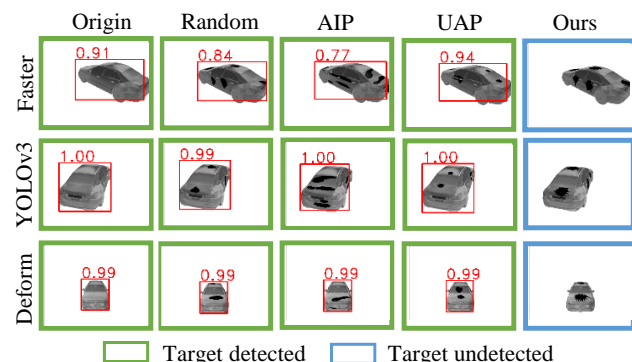 Origin Random AIP UAP Ours
Faster 0.91 0.84 0.77 0.94
YOLOv3 1.00 0.99 1.00 1.00
Deform 0.99 0.99 0.99 0.99
Target detected Target undetected